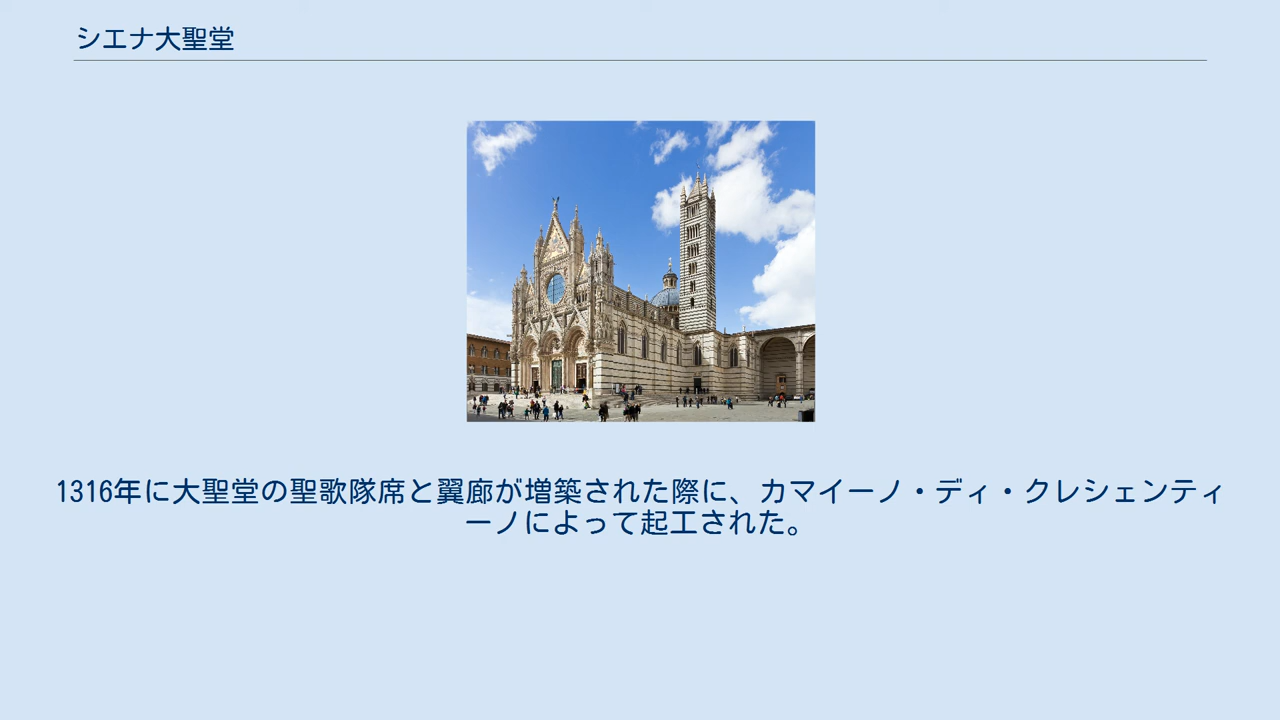 シエナ大聖堂
1316年に大聖堂の聖歌隊席と翼廊が増築された際に、カマイーノ・ディ・クレシェンティ
ーノによって起工された。